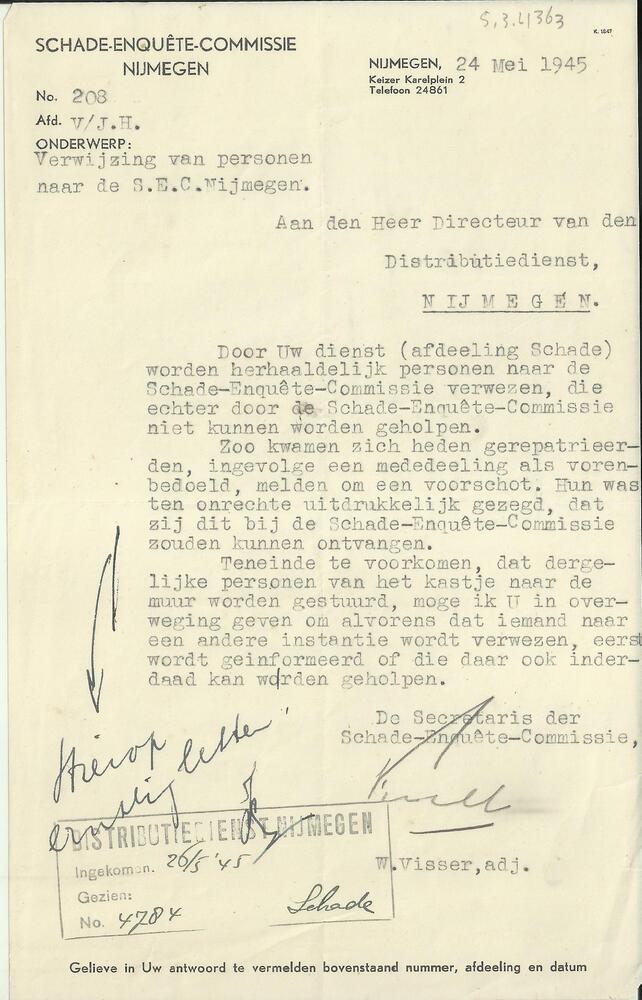 5.3.41363
K. 1047
SCHADE-ENQUÊTE-COMMISSIE
NIJMEGEN
NIJMEGEN, 24 Mei 1945
Keizer Karelplein 2
Telefoon 24861
No. 208
Afd. V/J.H.
ONDERWERP:
Verwijzing van personen
naar de S.E.C.Nijmegen.
Aan den Heer Directeur van den
Distributiedienst,
NIJMEGEN.
Door Uw dienst (afdeeling Schade)
worden herhaaldelijk personen naar de
Schade-Enquête-Commissie verwezen, die
echter door de Schade-Enquête-Commissie
niet kunnen worden geholpen.
Zoo kwamen zich heden gerepatrieer-
den, ingevolge een mededeeling als voren-
bedoeld, melden om een voorschot. Hun was
ten onrechte uitdrukkelijk gezegd, dat
zij dit bij de Schade-Enquête-Commissie
zouden kunnen ontvangen.
Teneinde te voorkomen, dat derge-
lijke personen van het kastje naar de
muur worden gestuurd, moge ik U in over-
weging geven om alvorens dat iemand naar
een andere instantie wordt verwezen, eerst
wordt geinformeerd of die daar ook inder-
daad kan worden geholpen.
De Secretaris der
Schade-Enquête-Commissie,
Hierop
ernstig letten
W.Visser, adj.
DISTRIBUTIEDIENST NIJMEGEN
Ingekomen. 26/5 '45
Gezien:
No. 4784 Schade
Gelieve in Uw antwoord te vermelden bovenstaand nummer, afdeeling en datum